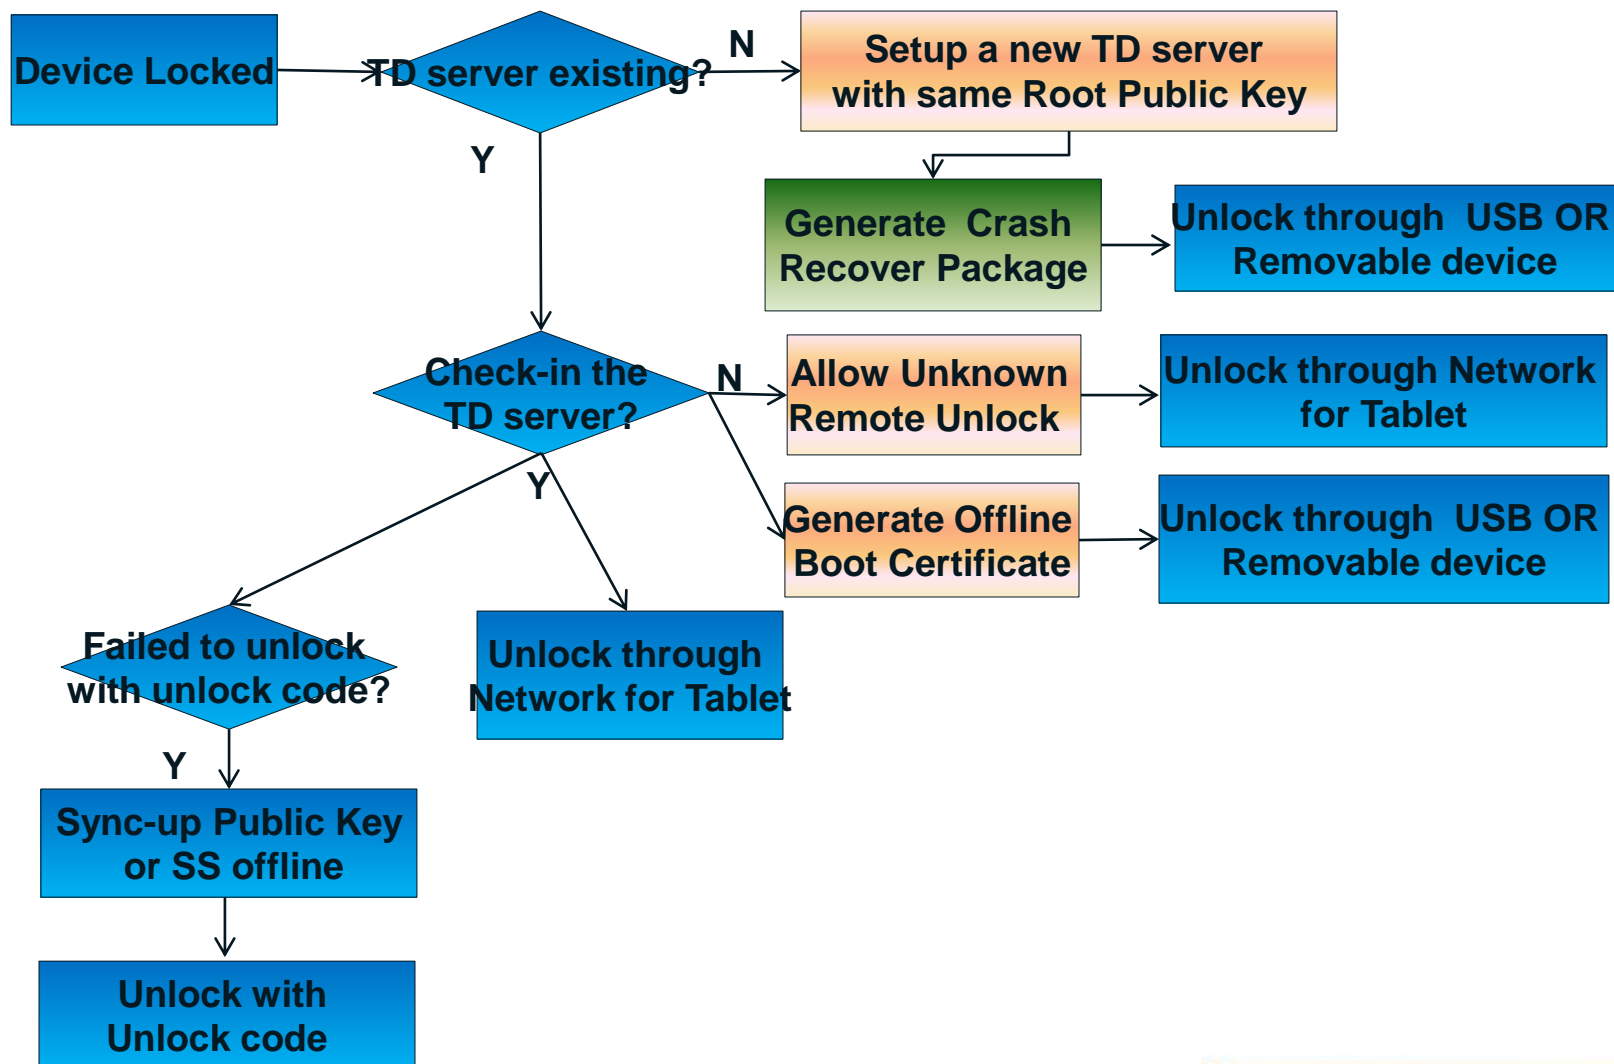 Device Locked
TD server existing?
N
Setup a new TD server
with same Root Public Key
Y
Generate Crash
Recover Package
Unlock through USB OR
Removable device
Check-in the
TD server?
N
Allow Unknown
Remote Unlock
Unlock through Network
for Tablet
Y
Generate Offline
Boot Certificate
Unlock through USB OR
Removable device
Failed to unlock
with unlock code?
Unlock through
Network for Tablet
Y
Sync-up Public Key
or SS offline
Unlock with
Unlock code